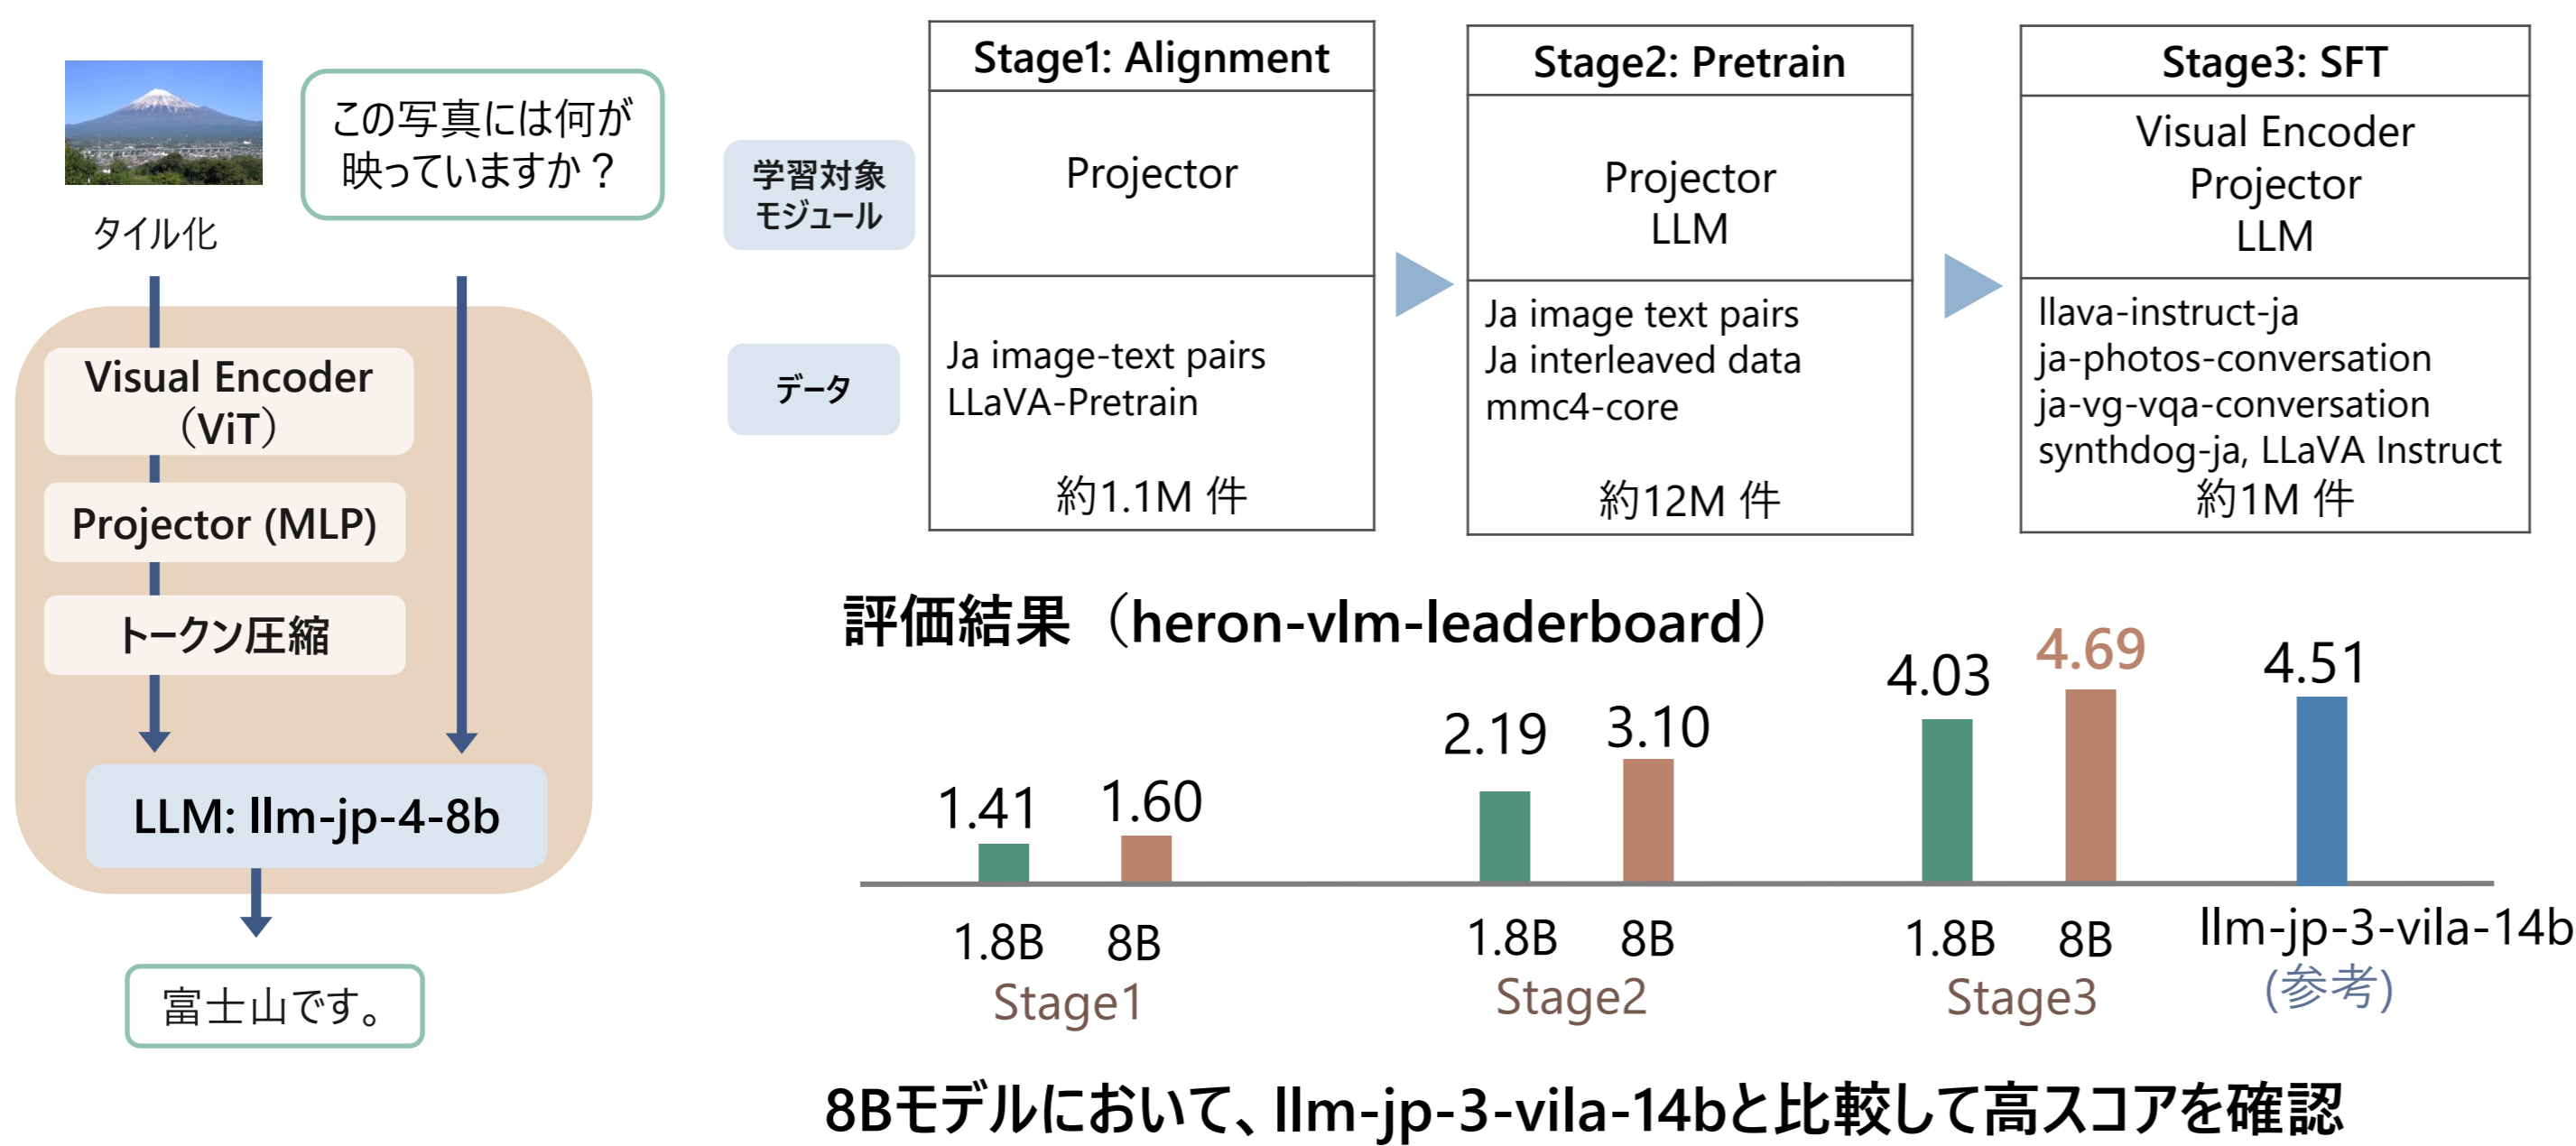 この写真には何が
映っていますか？
タイル化
Visual Encoder
（ViT）
Projector (MLP)
トークン圧縮
LLM: llm-jp-4-8b
富士山です。
学習対象
モジュール
データ
Stage1: Alignment
Projector
Ja image-text pairs
LLaVA-Pretrain
約1.1M 件
Stage2: Pretrain
Projector
LLM
Ja image text pairs
Ja interleaved data
mmc4-core
約12M 件
Stage3: SFT
Visual Encoder
Projector
LLM
llava-instruct-ja
ja-photos-conversation
ja-vg-vqa-conversation
synthdog-ja, LLaVA Instruct
約1M 件
評価結果（heron-vlm-leaderboard）
1.41 1.60 2.19 3.10 4.03 4.69 4.51
1.8B 8B 1.8B 8B 1.8B 8B llm-jp-3-vila-14b
Stage1 Stage2 Stage3 (参考)
8Bモデルにおいて、llm-jp-3-vila-14bと比較して高スコアを確認